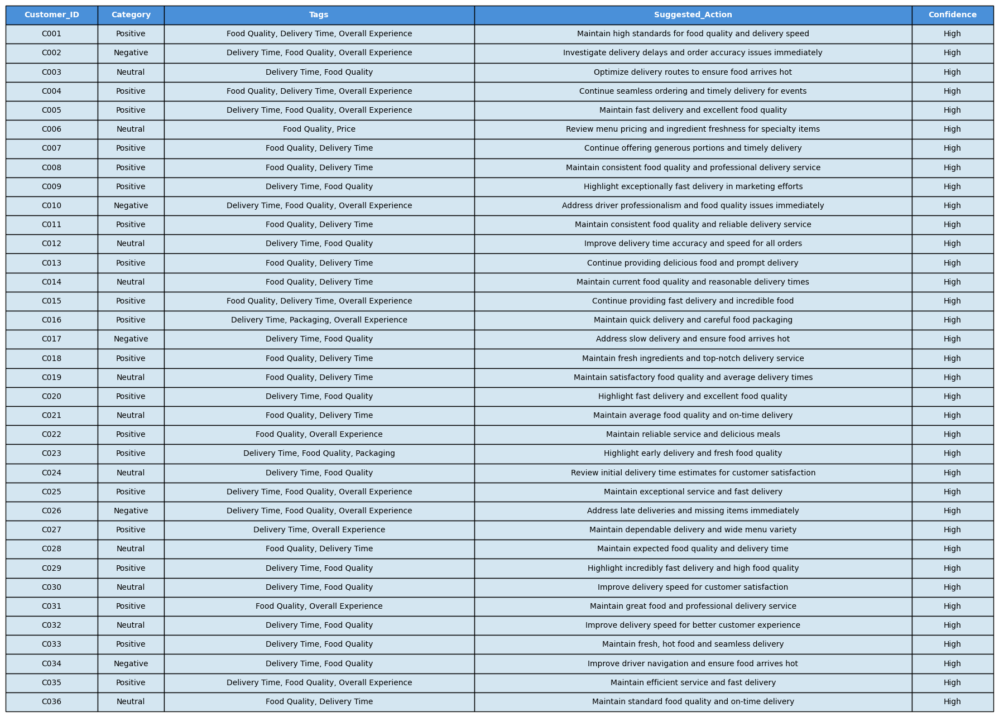 Customer_ID Category Tags Suggested_Action Confidence
C001 Positive Food Quality, Delivery Time, Overall Experience Maintain high standards for food quality and delivery speed High
C002 Negative Delivery Time, Food Quality, Overall Experience Investigate delivery delays and order accuracy issues immediately High
C003 Neutral Delivery Time, Food Quality Optimize delivery routes to ensure food arrives hot High
C004 Positive Food Quality, Delivery Time, Overall Experience Continue seamless ordering and timely delivery for events High
C005 Positive Delivery Time, Food Quality, Overall Experience Maintain fast delivery and excellent food quality High
C006 Neutral Food Quality, Price Review menu pricing and ingredient freshness for specialty items High
C007 Positive Food Quality, Delivery Time Continue offering generous portions and timely delivery High
C008 Positive Food Quality, Delivery Time Maintain consistent food quality and professional delivery service High
C009 Positive Delivery Time, Food Quality Highlight exceptionally fast delivery in marketing efforts High
C010 Negative Delivery Time, Food Quality, Overall Experience Address driver professionalism and food quality issues immediately High
C011 Positive Food Quality, Delivery Time Maintain consistent food quality and reliable delivery service High
C012 Neutral Delivery Time, Food Quality Improve delivery time accuracy and speed for all orders High
C013 Positive Food Quality, Delivery Time Continue providing delicious food and prompt delivery High
C014 Neutral Food Quality, Delivery Time Maintain current food quality and reasonable delivery times High
C015 Positive Food Quality, Delivery Time, Overall Experience Continue providing fast delivery and incredible food High
C016 Positive Delivery Time, Packaging, Overall Experience Maintain quick delivery and careful food packaging High
C017 Negative Delivery Time, Food Quality Address slow delivery and ensure food arrives hot High
C018 Positive Food Quality, Delivery Time Maintain fresh ingredients and top-notch delivery service High
C019 Neutral Food Quality, Delivery Time Maintain satisfactory food quality and average delivery times High
C020 Positive Delivery Time, Food Quality Highlight fast delivery and excellent food quality High
C021 Neutral Food Quality, Delivery Time Maintain average food quality and on-time delivery High
C022 Positive Food Quality, Overall Experience Maintain reliable service and delicious meals High
C023 Positive Delivery Time, Food Quality, Packaging Highlight early delivery and fresh food quality High
C024 Neutral Delivery Time, Food Quality Review initial delivery time estimates for customer satisfaction High
C025 Positive Delivery Time, Food Quality, Overall Experience Maintain exceptional service and fast delivery High
C026 Negative Delivery Time, Food Quality, Overall Experience Address late deliveries and missing items immediately High
C027 Positive Delivery Time, Overall Experience Maintain dependable delivery and wide menu variety High
C028 Neutral Food Quality, Delivery Time Maintain expected food quality and delivery time High
C029 Positive Delivery Time, Food Quality Highlight incredibly fast delivery and high food quality High
C030 Neutral Delivery Time, Food Quality Improve delivery speed for customer satisfaction High
C031 Positive Food Quality, Overall Experience Maintain great food and professional delivery service High
C032 Neutral Delivery Time, Food Quality Improve delivery speed for better customer experience High
C033 Positive Delivery Time, Food Quality Maintain fresh, hot food and seamless delivery High
C034 Negative Delivery Time, Food Quality Improve driver navigation and ensure food arrives hot High
C035 Positive Delivery Time, Food Quality, Overall Experience Maintain efficient service and fast delivery High
C036 Neutral Food Quality, Delivery Time Maintain standard food quality and on-time delivery High